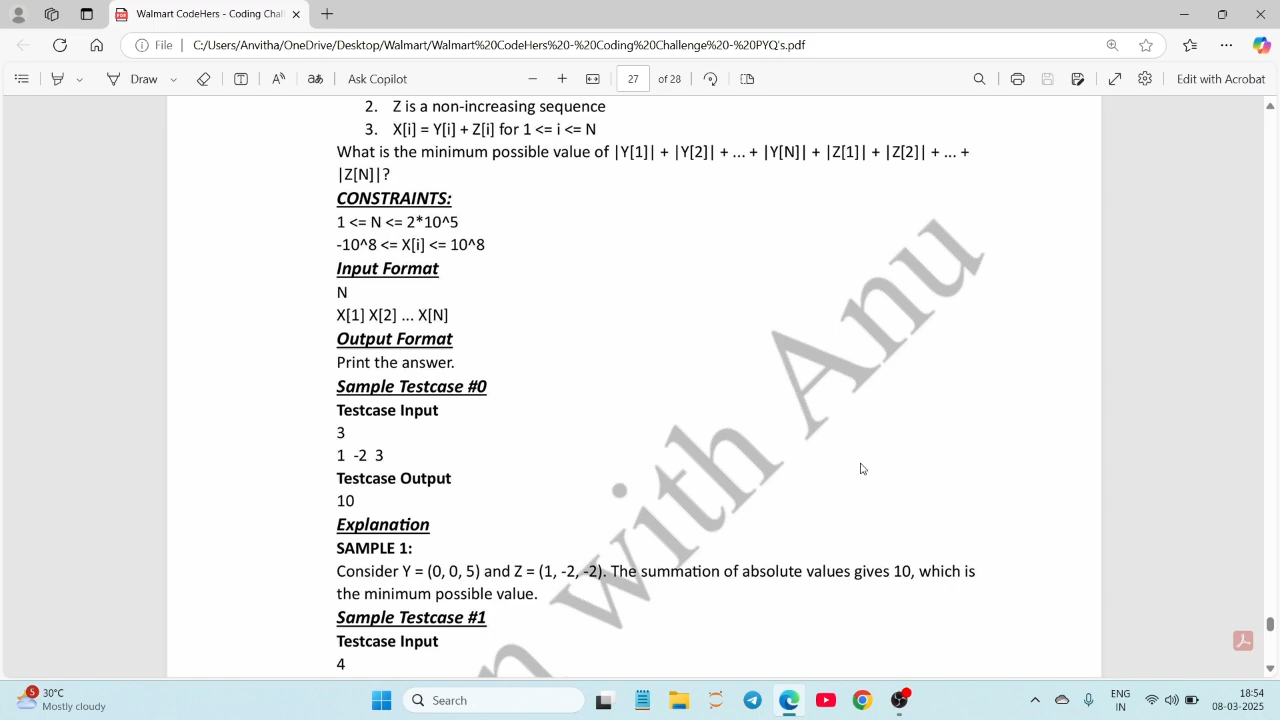 Walmart CodeHers - Coding Chal
File
C:/Users/Anvitha/OneDrive/Desktop/Walmart/Walmart%20CodeHers%20-%20Coding%20Challenge%20-%20PYQ's.pdf
Draw
Ask Copilot
27 of 28
Edit with Acrobat
2. Z is a non-increasing sequence
3. X[i] = Y[i] + Z[i] for 1 <= i <= N
What is the minimum possible value of |Y[1]| + |Y[2]| + ... + |Y[N]| + |Z[1]| + |Z[2]| + ... +
|Z[N]|?
CONSTRAINTS:
1 <= N <= 2*10^5
-10^8 <= X[i] <= 10^8
Input Format
N
X[1] X[2] ... X[N]
Output Format
Print the answer.
Sample Testcase #0
Testcase Input
3
1 -2 3
Testcase Output
10
Explanation
SAMPLE 1:
Consider Y = (0, 0, 5) and Z = (1, -2, -2). The summation of absolute values gives 10, which is
the minimum possible value.
Sample Testcase #1
Testcase Input
4
n with Anu
5
30°C
Mostly cloudy
Search
ENG
IN
18:54
08-03-2025